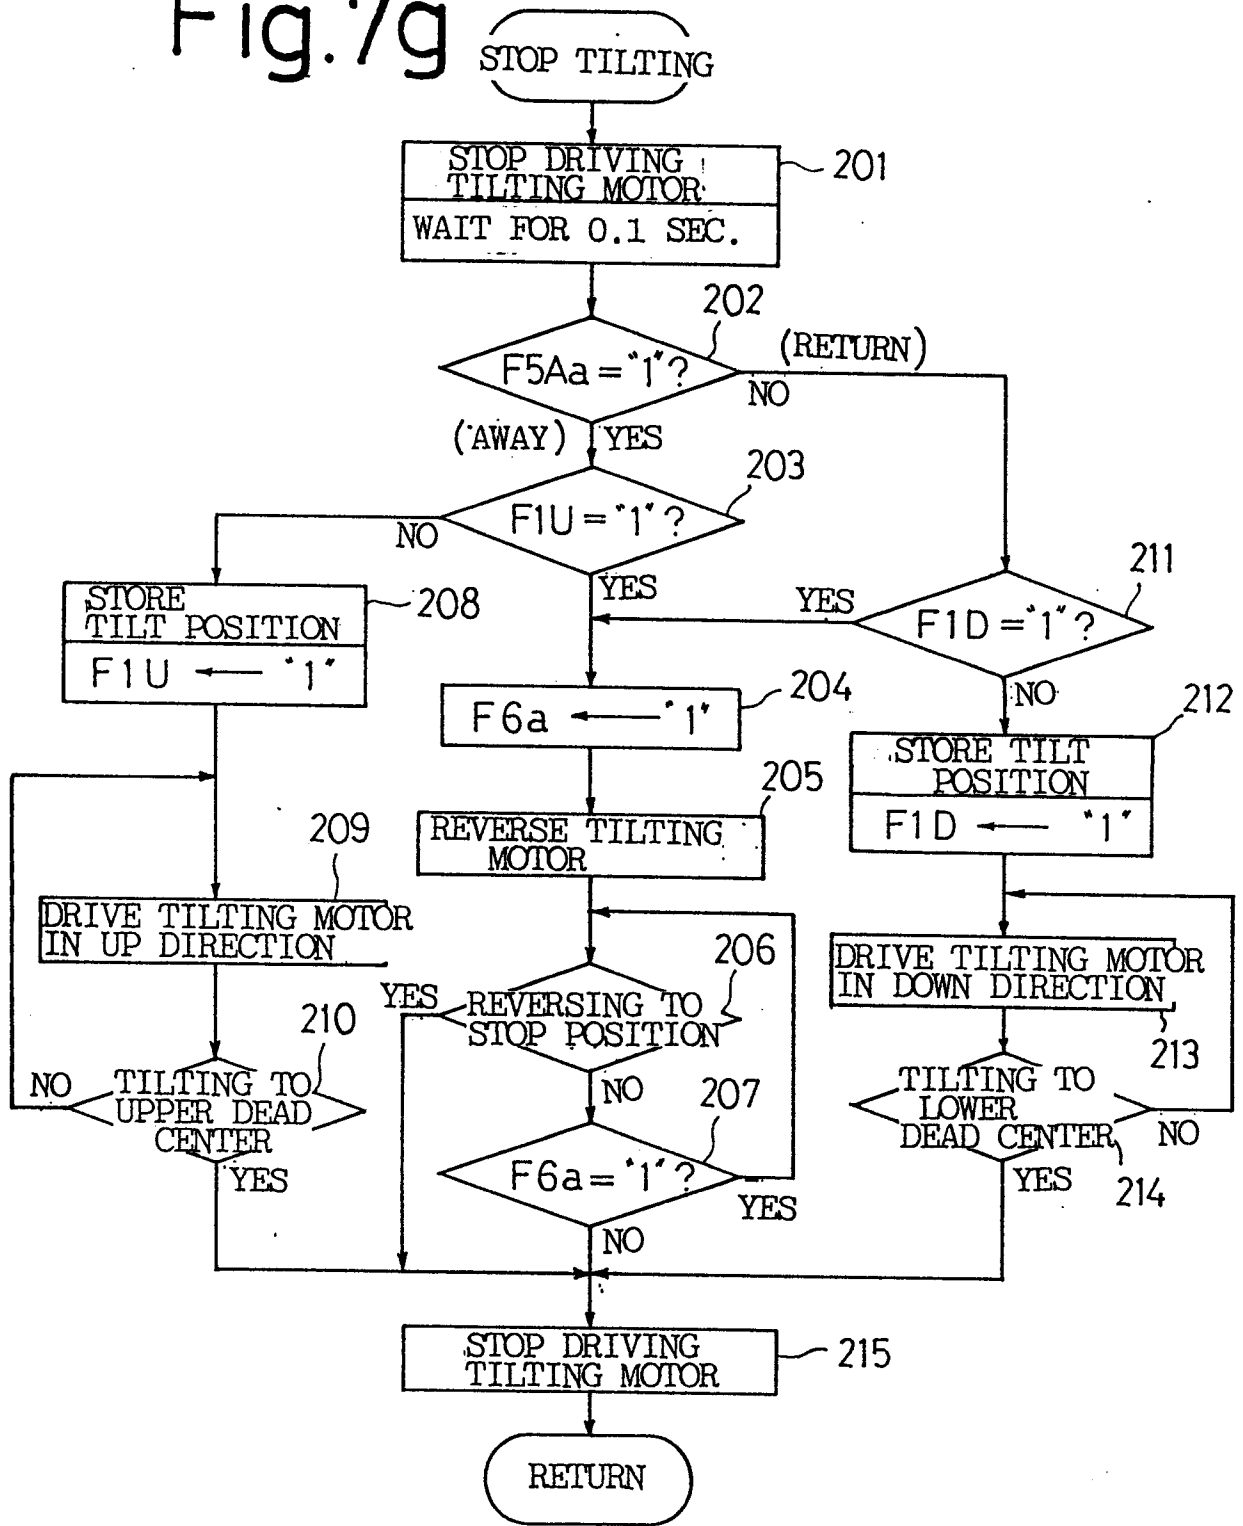 Fig.7g
STOP TILTING
STOP DRIVING
TILTING MOTOR
WAIT FOR 0.1 SEC.
201
202
F5Aa="1"?
(RETURN)
NO
(AWAY)
YES
203
F1U="1"?
NO
YES
211
F1D="1"?
YES
NO
STORE
TILT POSITION
F1U ← "1"
208
F6a ← "1"
204
212
STORE TILT
POSITION
F1D ← "1"
205
REVERSE TILTING
MOTOR
209
DRIVE TILTING MOTOR
IN UP DIRECTION
206
REVERSING TO
STOP POSITION
YES
NO
DRIVE TILTING MOTOR
IN DOWN DIRECTION
213
210
TILTING TO
UPPER DEAD
CENTER
NO
YES
207
F6a="1"?
YES
NO
TILTING TO
LOWER
DEAD CENTER
NO
YES
214
STOP DRIVING
TILTING MOTOR
215
RETURN